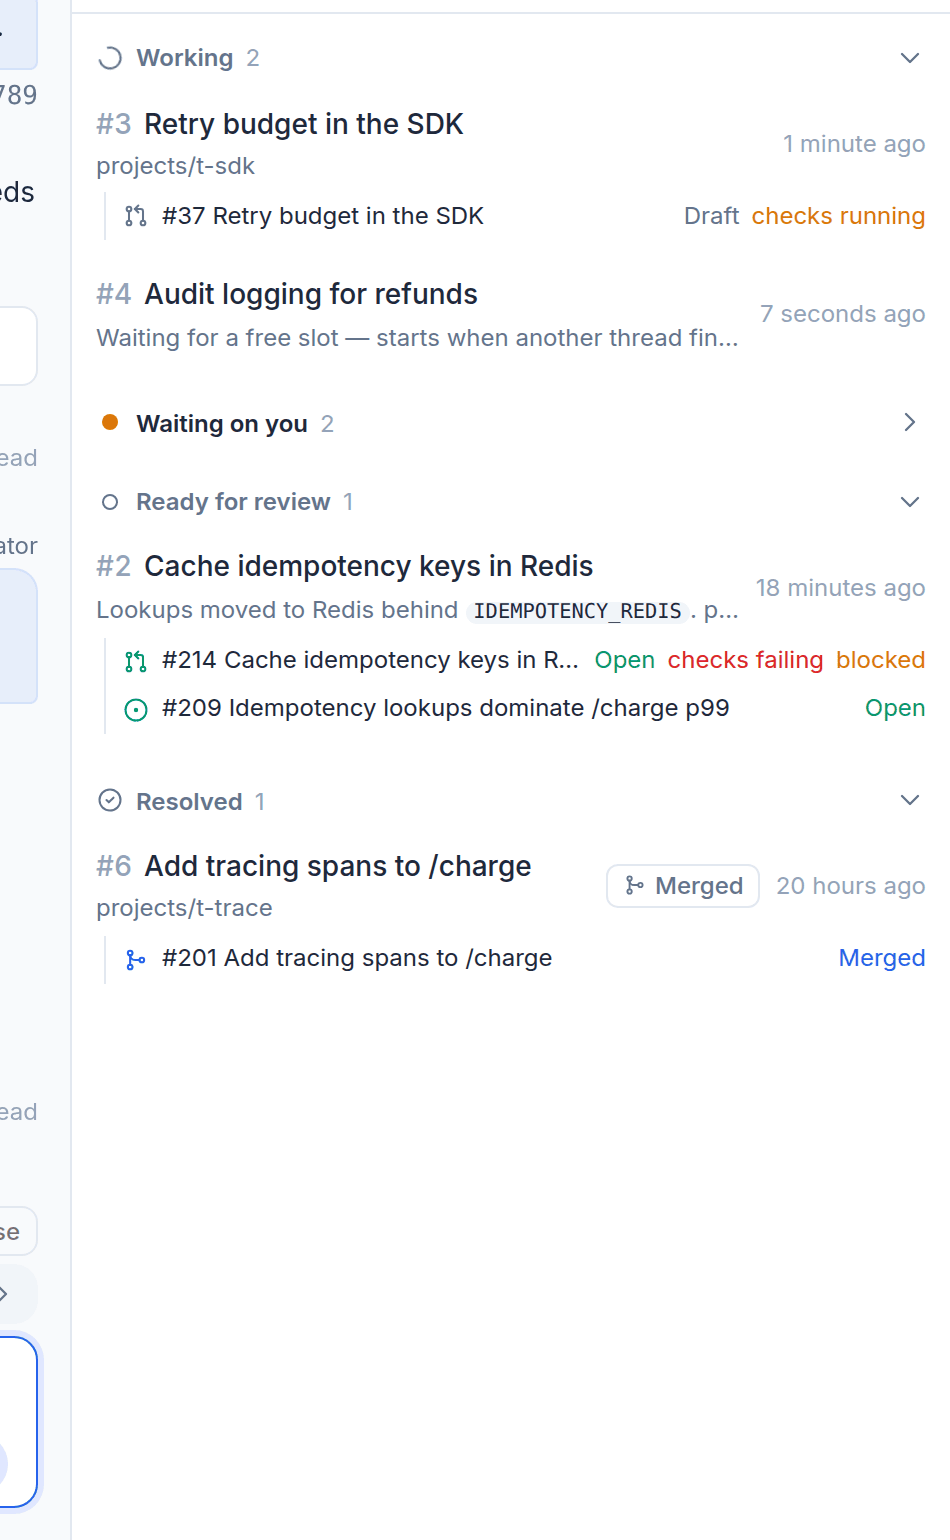 789
eds
ead
ator
ead
se
Working 2
#3 Retry budget in the SDK
1 minute ago
projects/t-sdk
#37 Retry budget in the SDK Draft checks running
#4 Audit logging for refunds
7 seconds ago
Waiting for a free slot — starts when another thread fin...
Waiting on you 2
Ready for review 1
#2 Cache idempotency keys in Redis
18 minutes ago
Lookups moved to Redis behind IDEMPOTENCY_REDIS. p...
#214 Cache idempotency keys in R... Open checks failing blocked
#209 Idempotency lookups dominate /charge p99 Open
Resolved 1
#6 Add tracing spans to /charge
Merged 20 hours ago
projects/t-trace
#201 Add tracing spans to /charge Merged